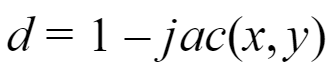 d = 1 – jac(x, y)